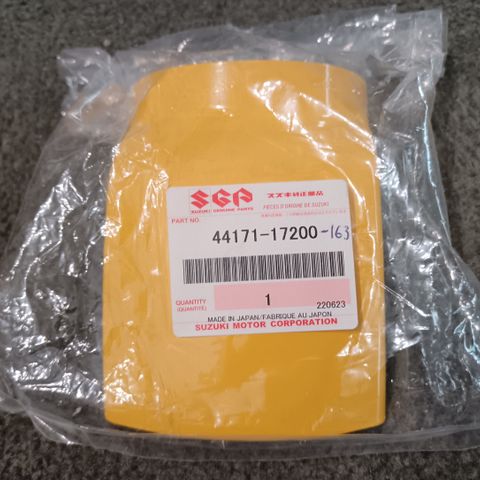 SGP
SUZUKI GENUINE PARTS
スズキ純正部品
PIÈCES D'ORIGINE DE SUZUKI
PART NO.
44171-17200-163
QUANTITY
(QUANTITÉ)
1
220623
MADE IN JAPAN/FABRIQUE AU JAPON
SUZUKI MOTOR CORPORATION